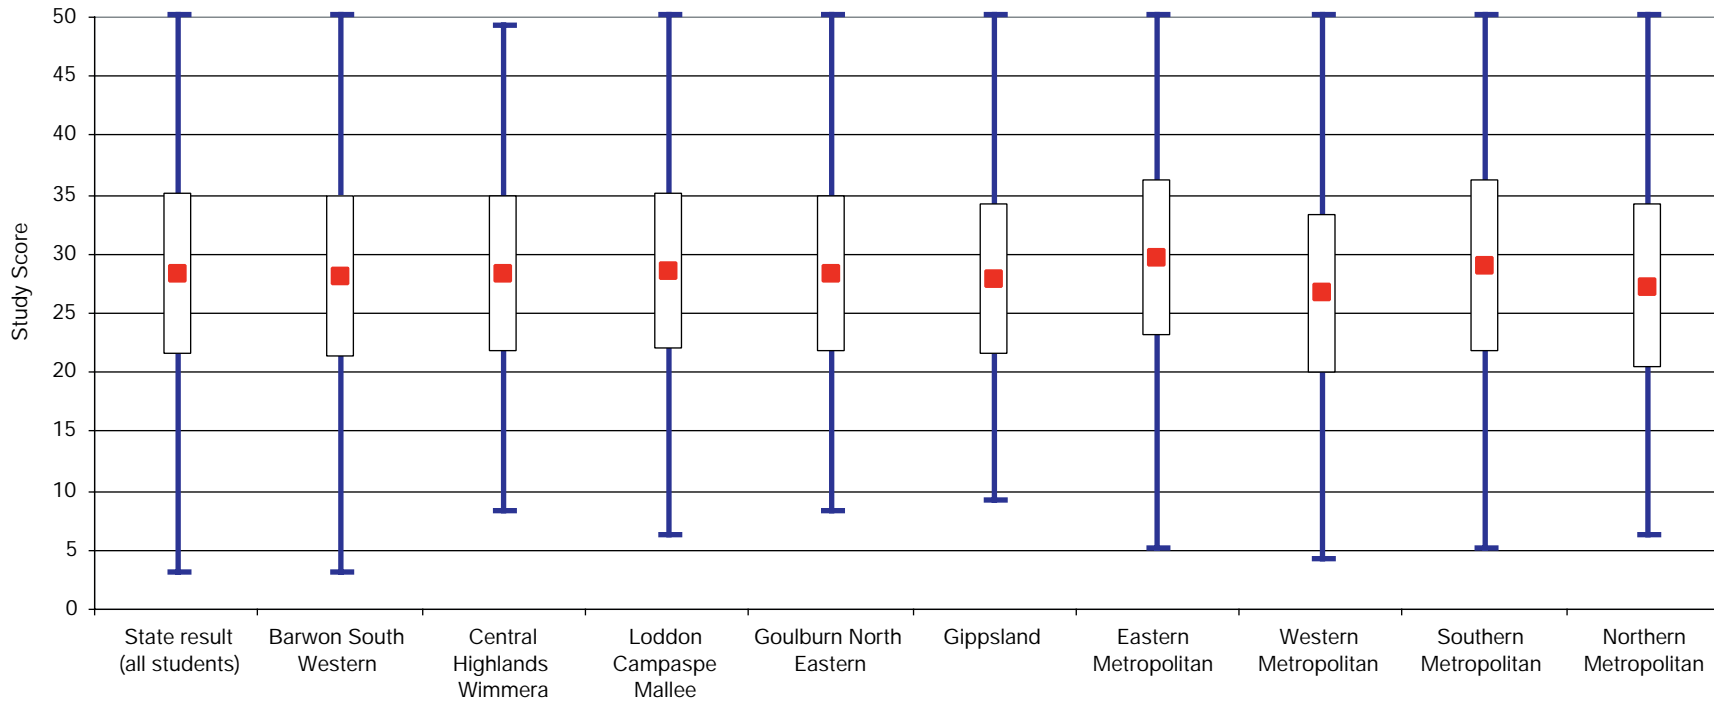 50
45
40
35
30
25
20
15
10
5
0
Study Score
State result
(all students)
Barwon South
Western
Central
Highlands
Wimmera
Loddon
Campaspe
Mallee
Goulburn North
Eastern
Gippsland
Eastern
Metropolitan
Western
Metropolitan
Southern
Metropolitan
Northern
Metropolitan